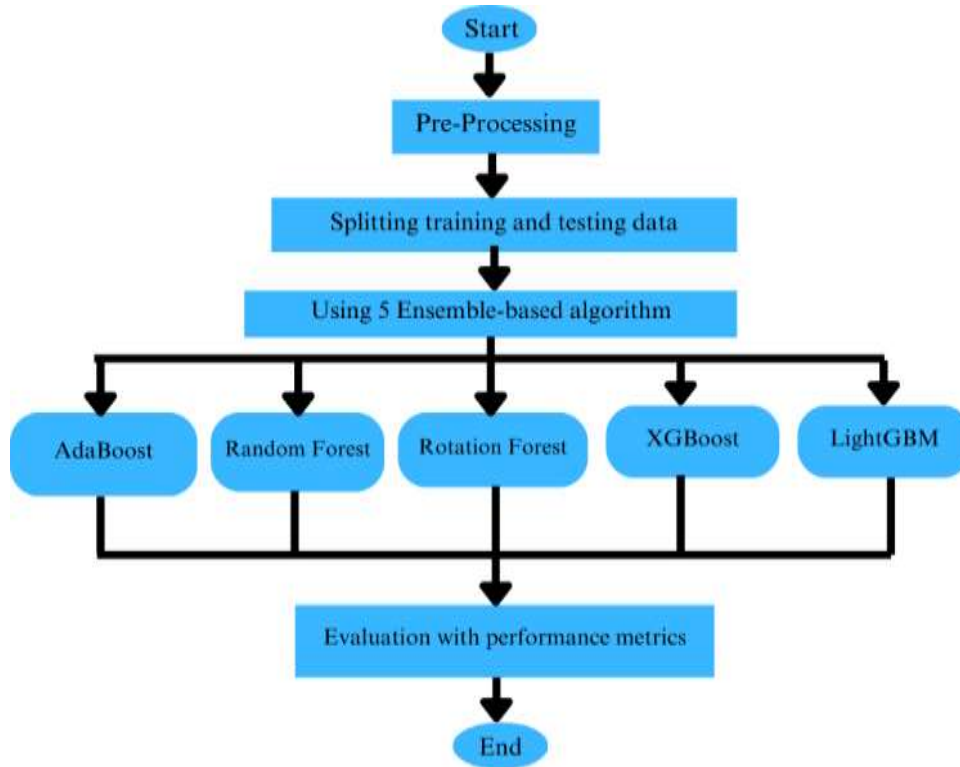 Start
Pre-Processing
Splitting training and testing data
Using 5 Ensemble-based algorithm
AdaBoost
Random Forest
Rotation Forest
XGBoost
LightGBM
Evaluation with performance metrics
End